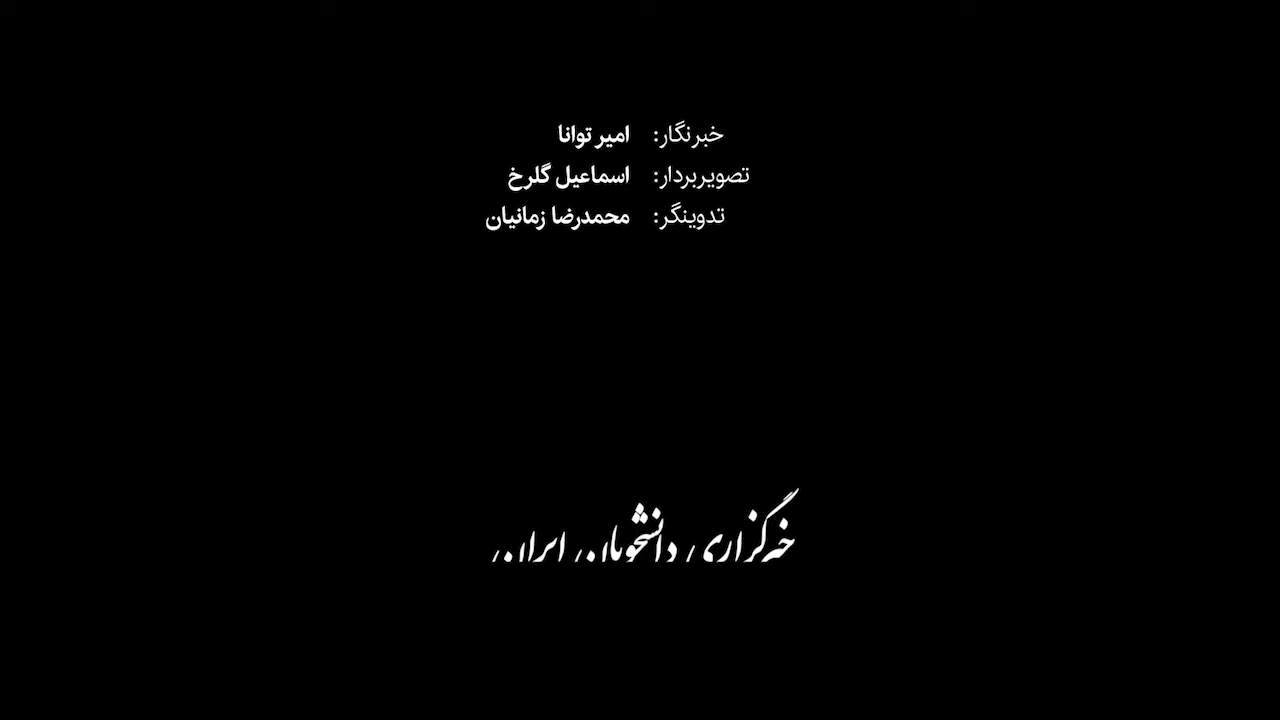 خبرنگار: امیر توانا
تصویربردار: اسماعیل گلرخ
تدوینگر: محمدرضا زمانیان
خبرگزاری دانشجویان ایران